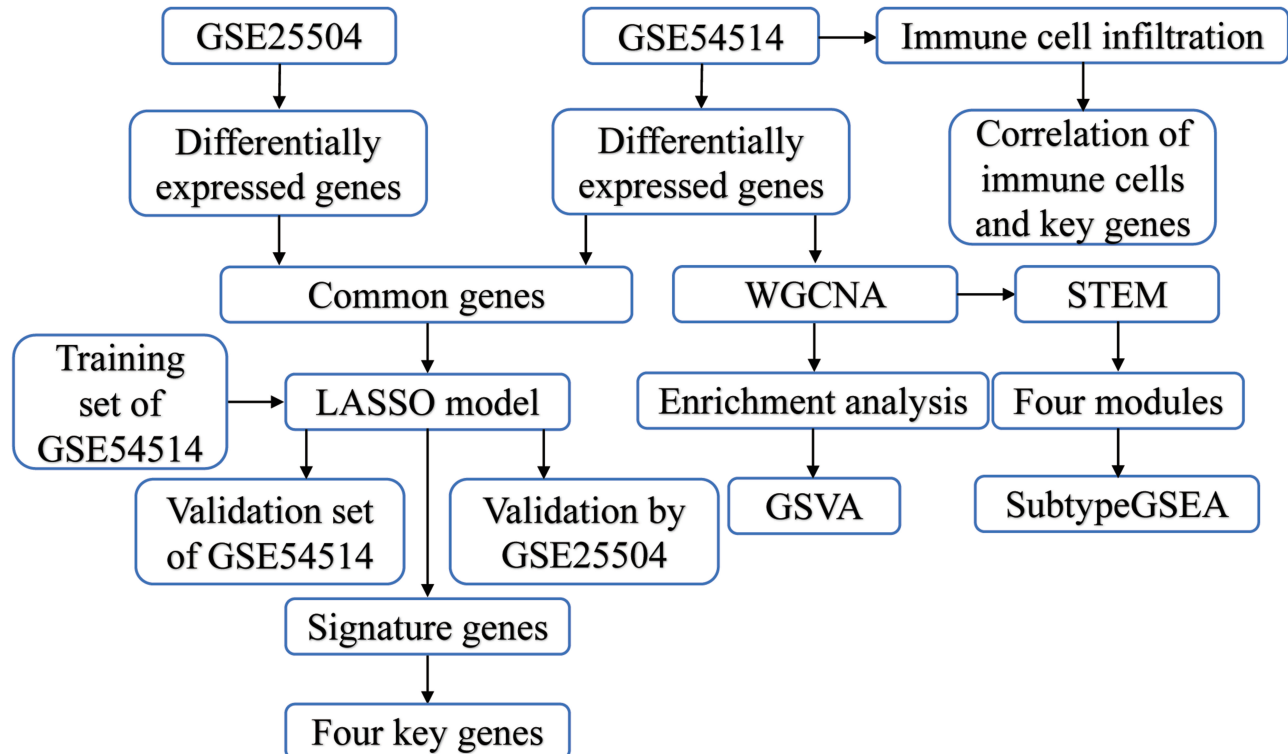 GSE25504
GSE54514
Immune cell infiltration
Differentially
expressed genes
Differentially
expressed genes
Correlation of
immune cells
and key genes
Common genes
WGCNA
STEM
Training
set of
GSE54514
LASSO model
Enrichment analysis
Four modules
Validation set
of GSE54514
Validation by
GSE25504
GSVA
SubtypeGSEA
Signature genes
Four key genes